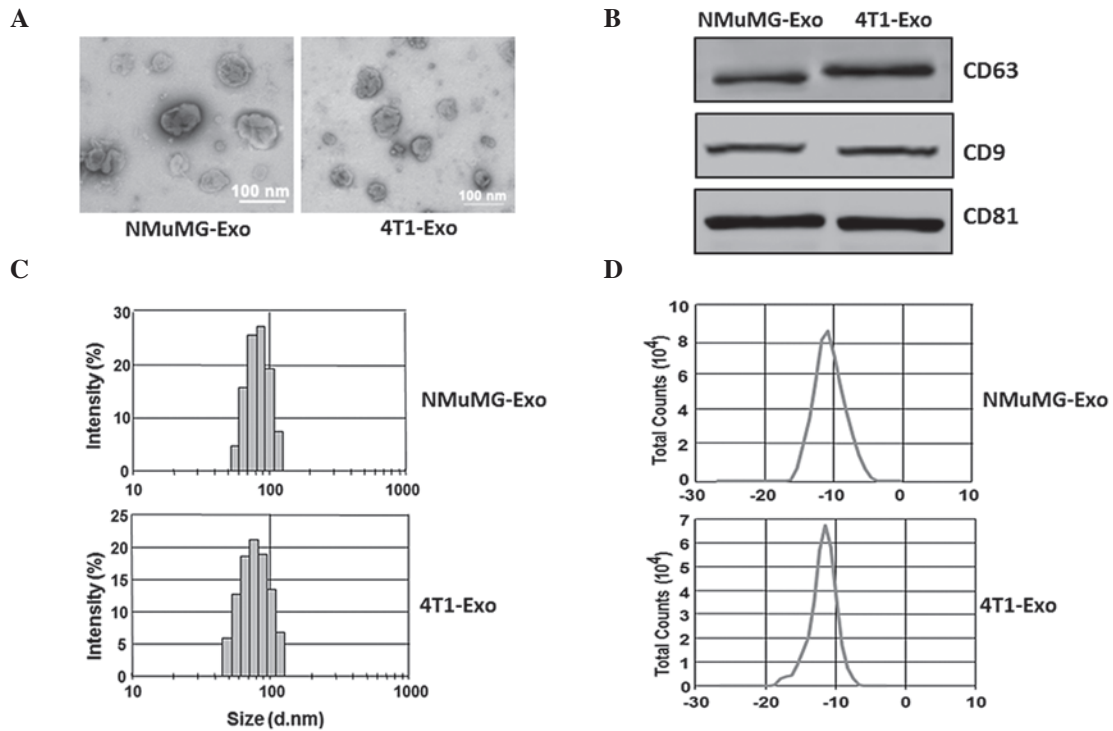 A
100 nm
100 nm
NMuMG-Exo
4T1-Exo
B
NMuMG-Exo 4T1-Exo
CD63
CD9
CD81
C
Intensity (%)
30
20
10
0
10 100 1000
NMuMG-Exo
Intensity (%)
25
20
15
10
5
0
10 100 1000
4T1-Exo
Size (d.nm)
D
Total Counts (10⁴)
10
8
6
4
2
0
-30 -20 -10 0 10
NMuMG-Exo
Total Counts (10⁴)
7
6
5
4
3
2
1
0
-30 -20 -10 0 10
4T1-Exo